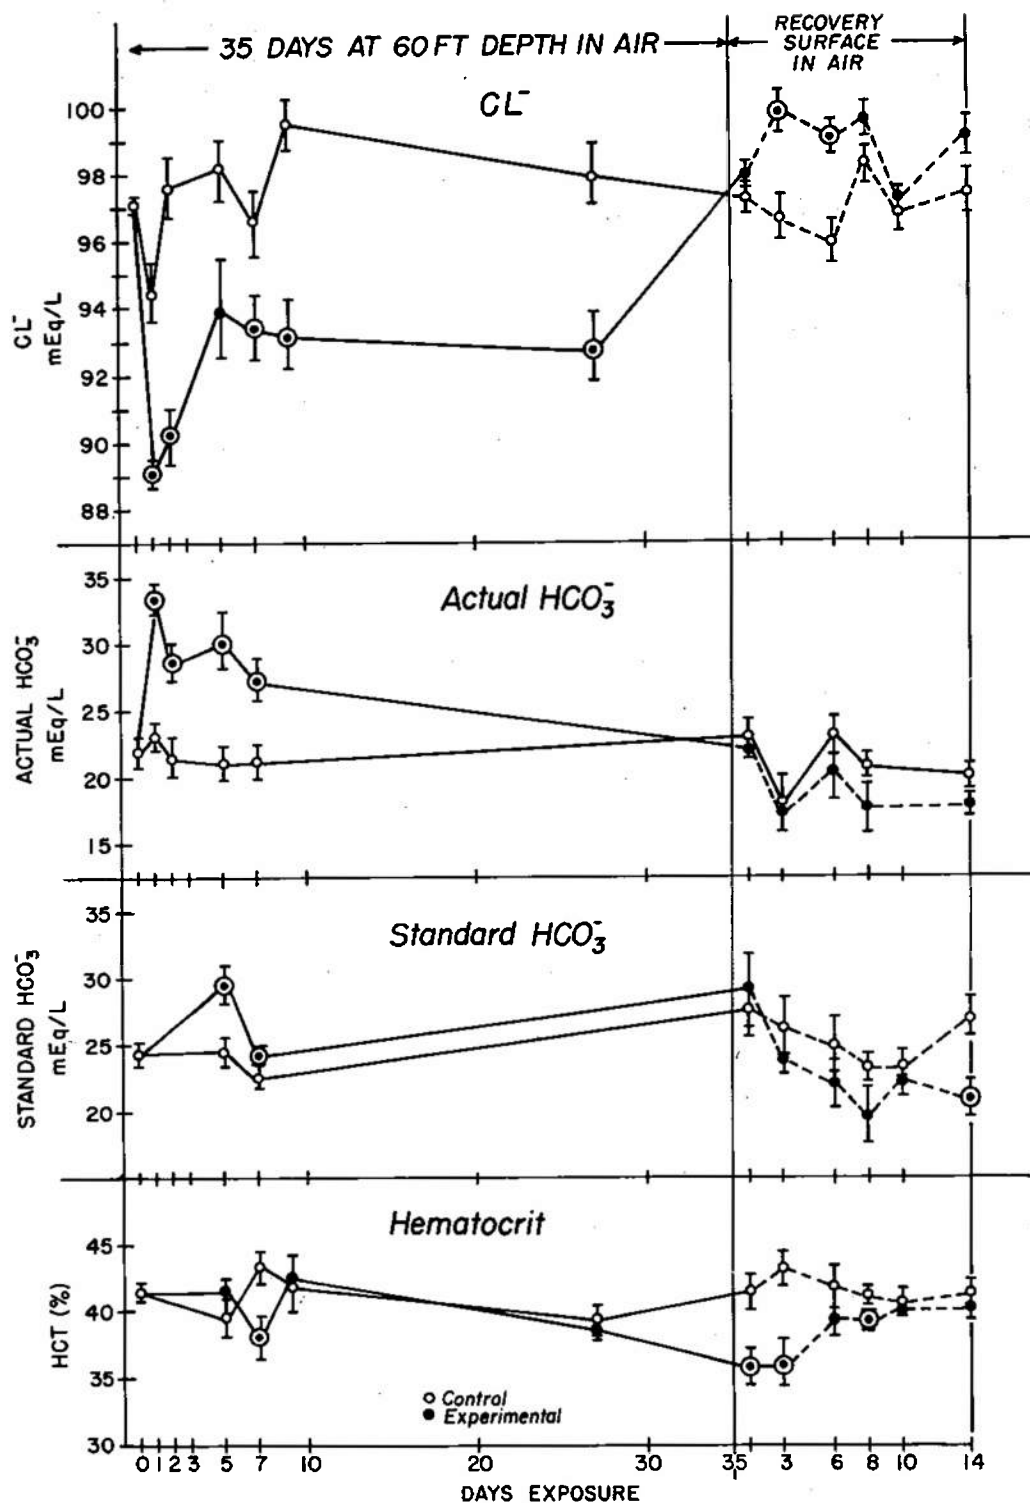 35 DAYS AT 60 FT DEPTH IN AIR
RECOVERY
SURFACE
IN AIR
CL⁻
100
98
96
94
92
90
88
CL⁻
mEq/L
Actual HCO₃⁻
35
30
25
20
15
ACTUAL HCO₃⁻
mEq/L
Standard HCO₃⁻
35
30
25
20
STANDARD HCO₃⁻
mEq/L
Hematocrit
45
40
35
30
HCT (%)
Control
Experimental
0 1 2 3 5 7 10 20 30 35 1 3 6 8 10 14
DAYS EXPOSURE